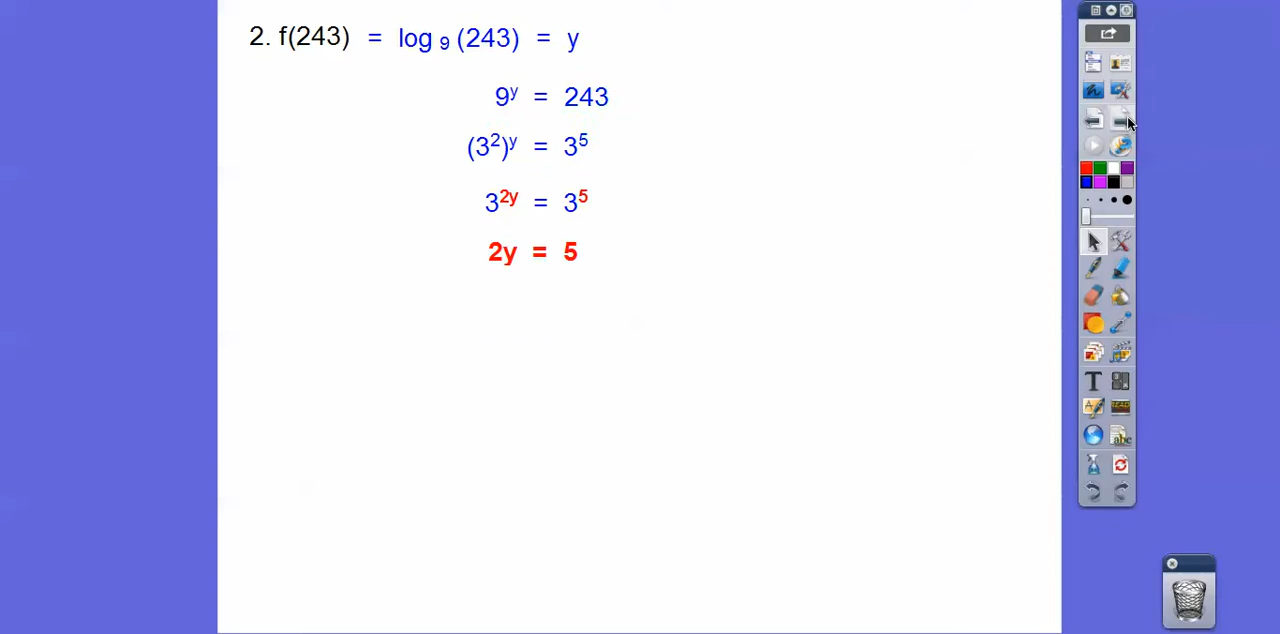 2. f(243) = log ₉ (243) = y
9ʸ = 243
(3²)ʸ = 3⁵
3²ʸ = 3⁵
2y = 5